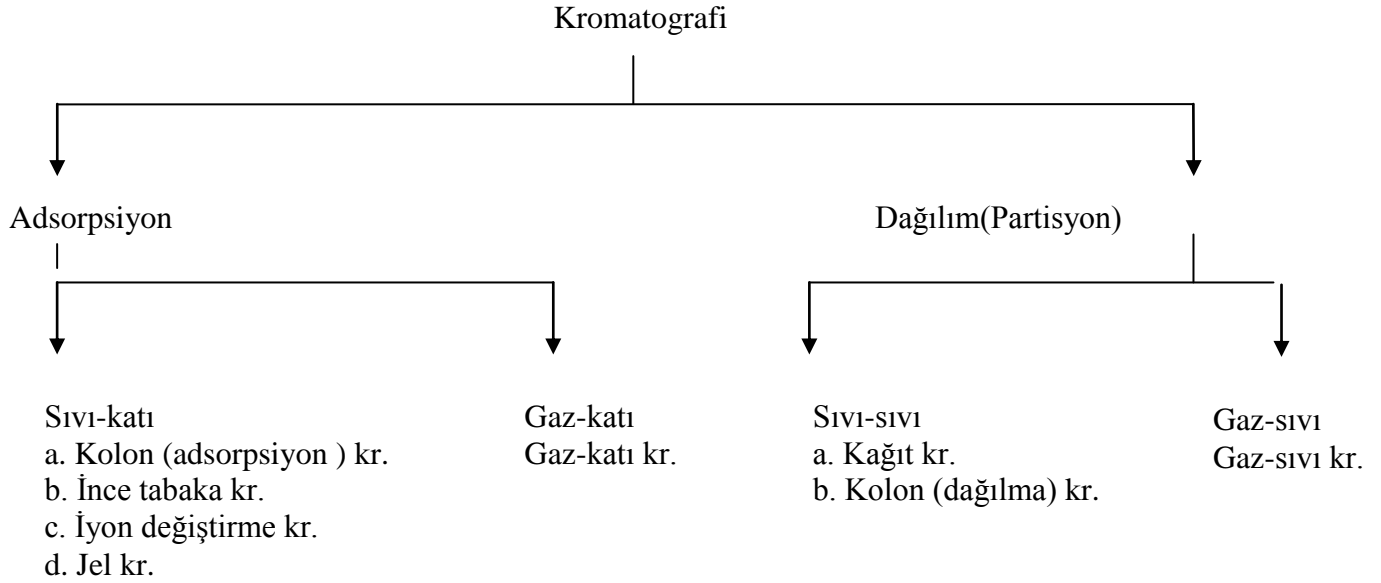 Kromatografi
Adsorpsiyon
Dağılım(Partisyon)
Sıvı-katı
a. Kolon (adsorpsiyon ) kr.
b. İnce tabaka kr.
c. İyon değiştirme kr.
d. Jel kr.
Gaz-katı
Gaz-katı kr.
Sıvı-sıvı
a. Kağıt kr.
b. Kolon (dağılma) kr.
Gaz-sıvı
Gaz-sıvı kr.